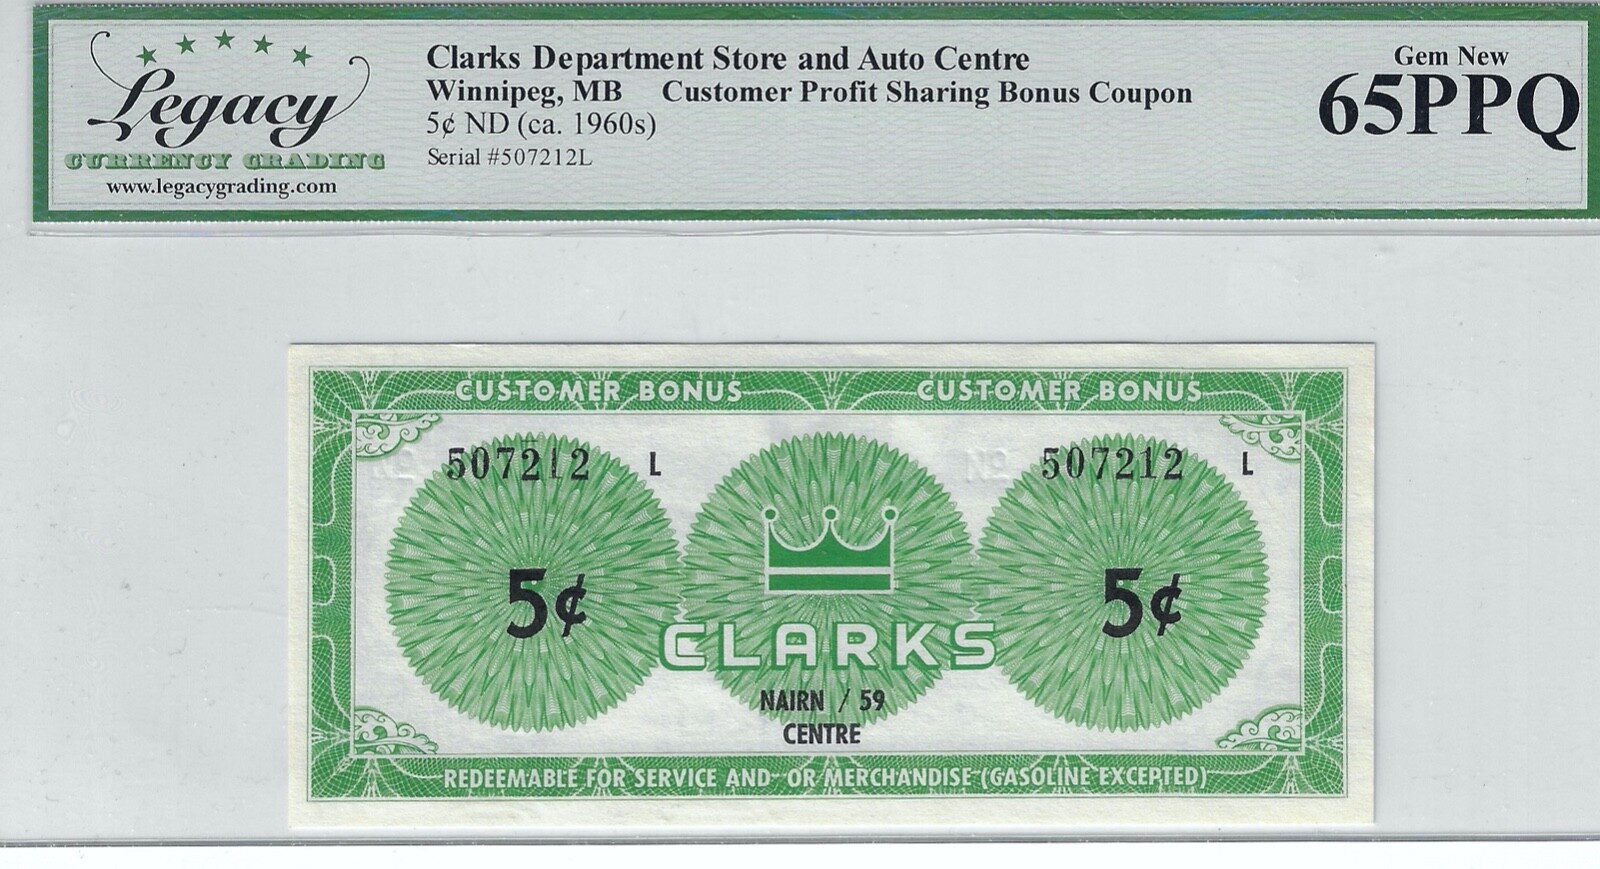 Legacy
CURRENCY GRADING
www.legacygrading.com
Clarks Department Store and Auto Centre
Winnipeg, MB Customer Profit Sharing Bonus Coupon
5¢ ND (ca. 1960s)
Serial #507212L
Gem New
65PPQ
CUSTOMER BONUS CUSTOMER BONUS
507212 L 507212 L
5¢ 5¢
CLARKS
NAIRN / 59
CENTRE
REDEEMABLE FOR SERVICE AND OR MERCHANDISE (GASOLINE EXCEPTED)